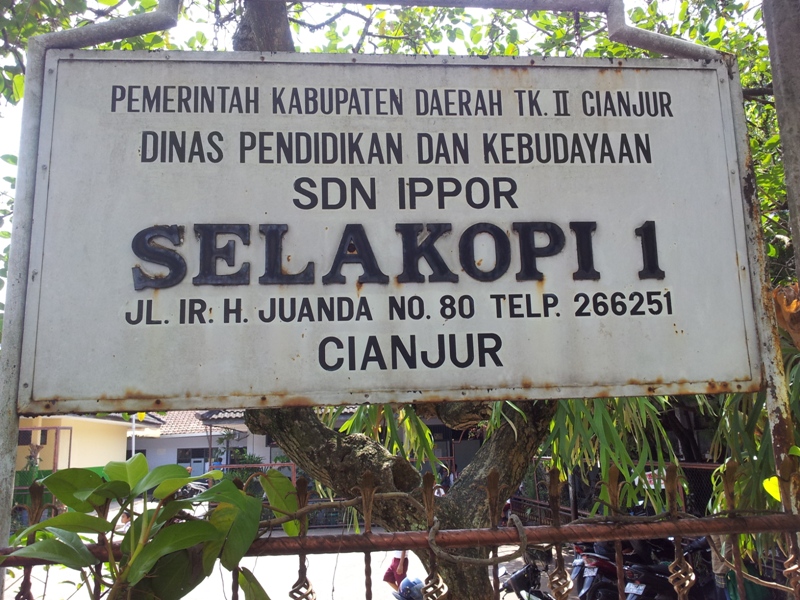 PEMERINTAH KABUPATEN DAERAH TK. II CIANJUR
DINAS PENDIDIKAN DAN KEBUDAYAAN
SDN IPPOR
SELAKOPI 1
JL. IR. H. JUANDA NO. 80 TELP. 266251
CIANJUR